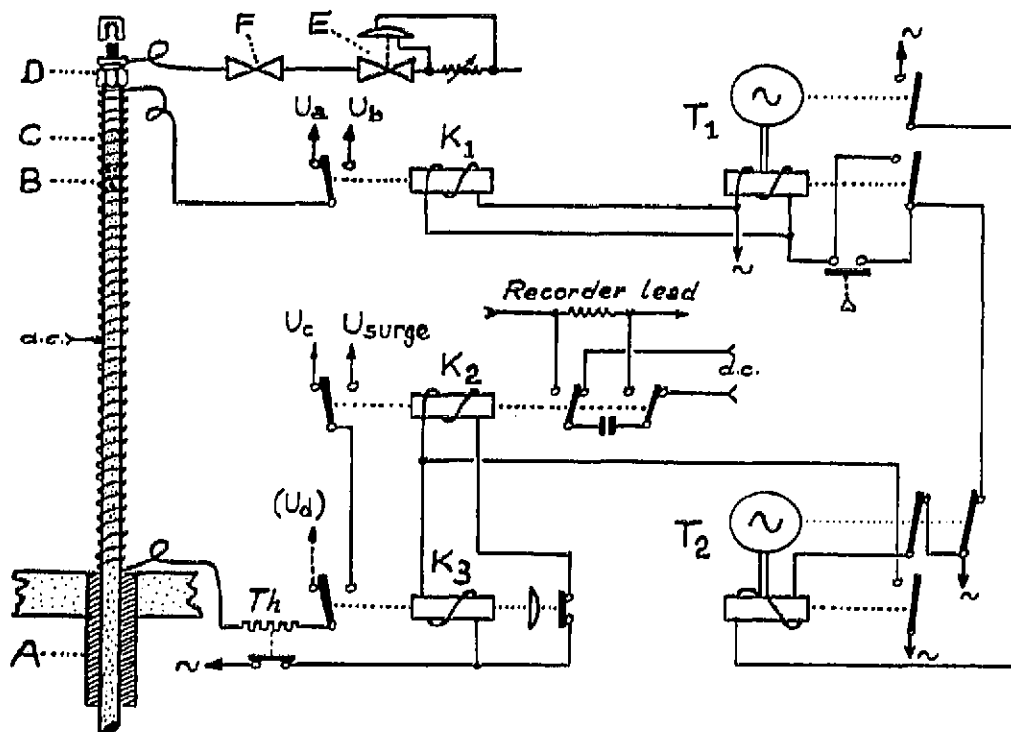 F E
D
C
B
Ua Ub K1 T1
~
~
~
Recorder lead
d.c.
Uc Usurge K2 d.c.
(Ud) T2 ~
Th K3
A ~ ~ ~